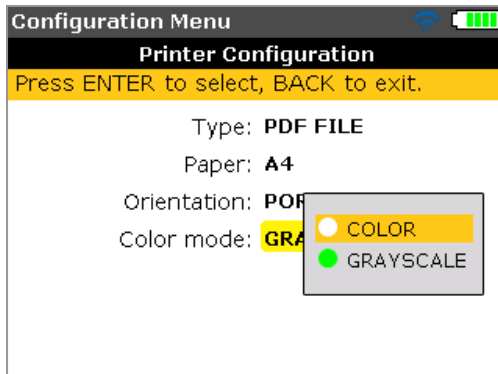 Configuration Menu
Printer Configuration
Press ENTER to select, BACK to exit.
Type: PDF FILE
Paper: A4
Orientation:
Color mode:
COLOR
GRAYSCALE